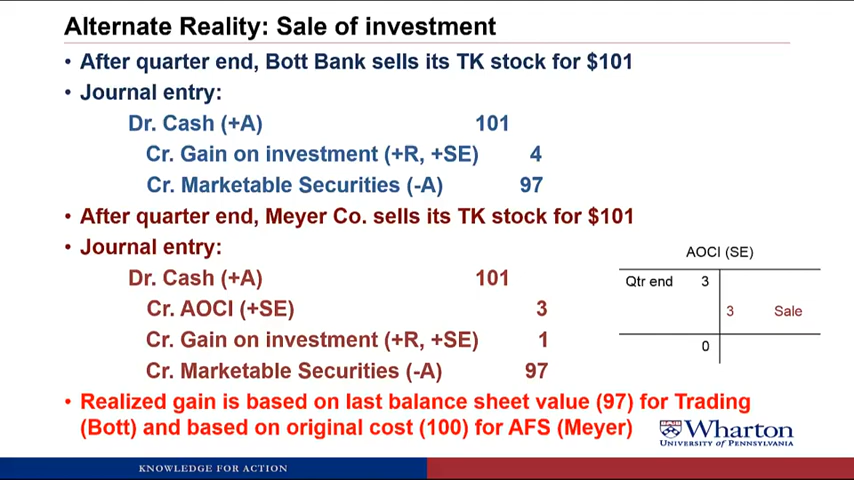 Alternate Reality: Sale of investment
• After quarter end, Bott Bank sells its TK stock for $101
• Journal entry:
Dr. Cash (+A) 101
Cr. Gain on investment (+R, +SE) 4
Cr. Marketable Securities (-A) 97
• After quarter end, Meyer Co. sells its TK stock for $101
• Journal entry:
Dr. Cash (+A) 101
Cr. AOCI (+SE) 3
Cr. Gain on investment (+R, +SE) 1
Cr. Marketable Securities (-A) 97
AOCI (SE)
Qtr end 3
3 Sale
0
• Realized gain is based on last balance sheet value (97) for Trading
(Bott) and based on original cost (100) for AFS (Meyer)
Wharton
UNIVERSITY of PENNSYLVANIA
KNOWLEDGE FOR ACTION